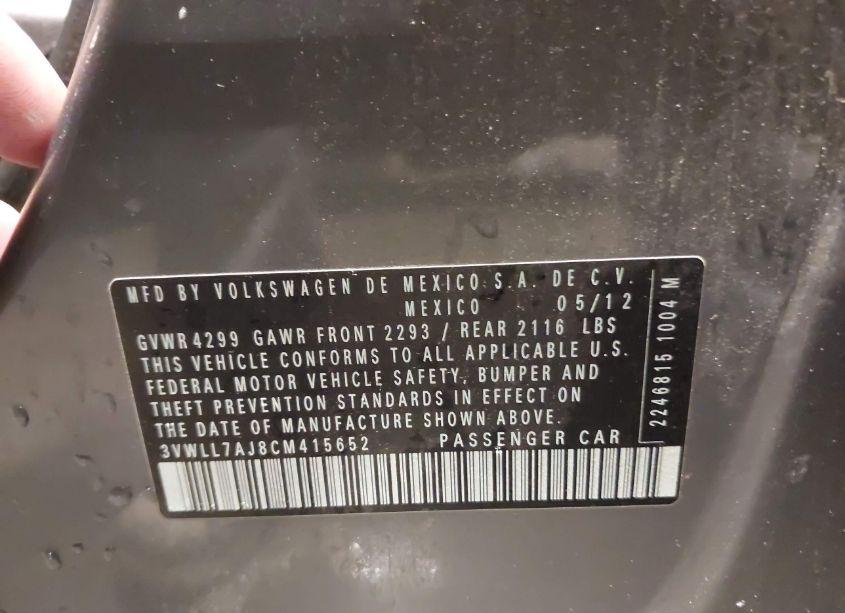 MFD BY VOLKSWAGEN DE MEXICO S.A. DE C.V.
MEXICO 05/12
GVWR 4299 GAWR FRONT 2293 / REAR 2116 LBS
THIS VEHICLE CONFORMS TO ALL APPLICABLE U.S.
FEDERAL MOTOR VEHICLE SAFETY, BUMPER AND
THEFT PREVENTION STANDARDS IN EFFECT ON
THE DATE OF MANUFACTURE SHOWN ABOVE.
3VWLL7AJ8CM415652 PASSENGER CAR
2246815 1004 M